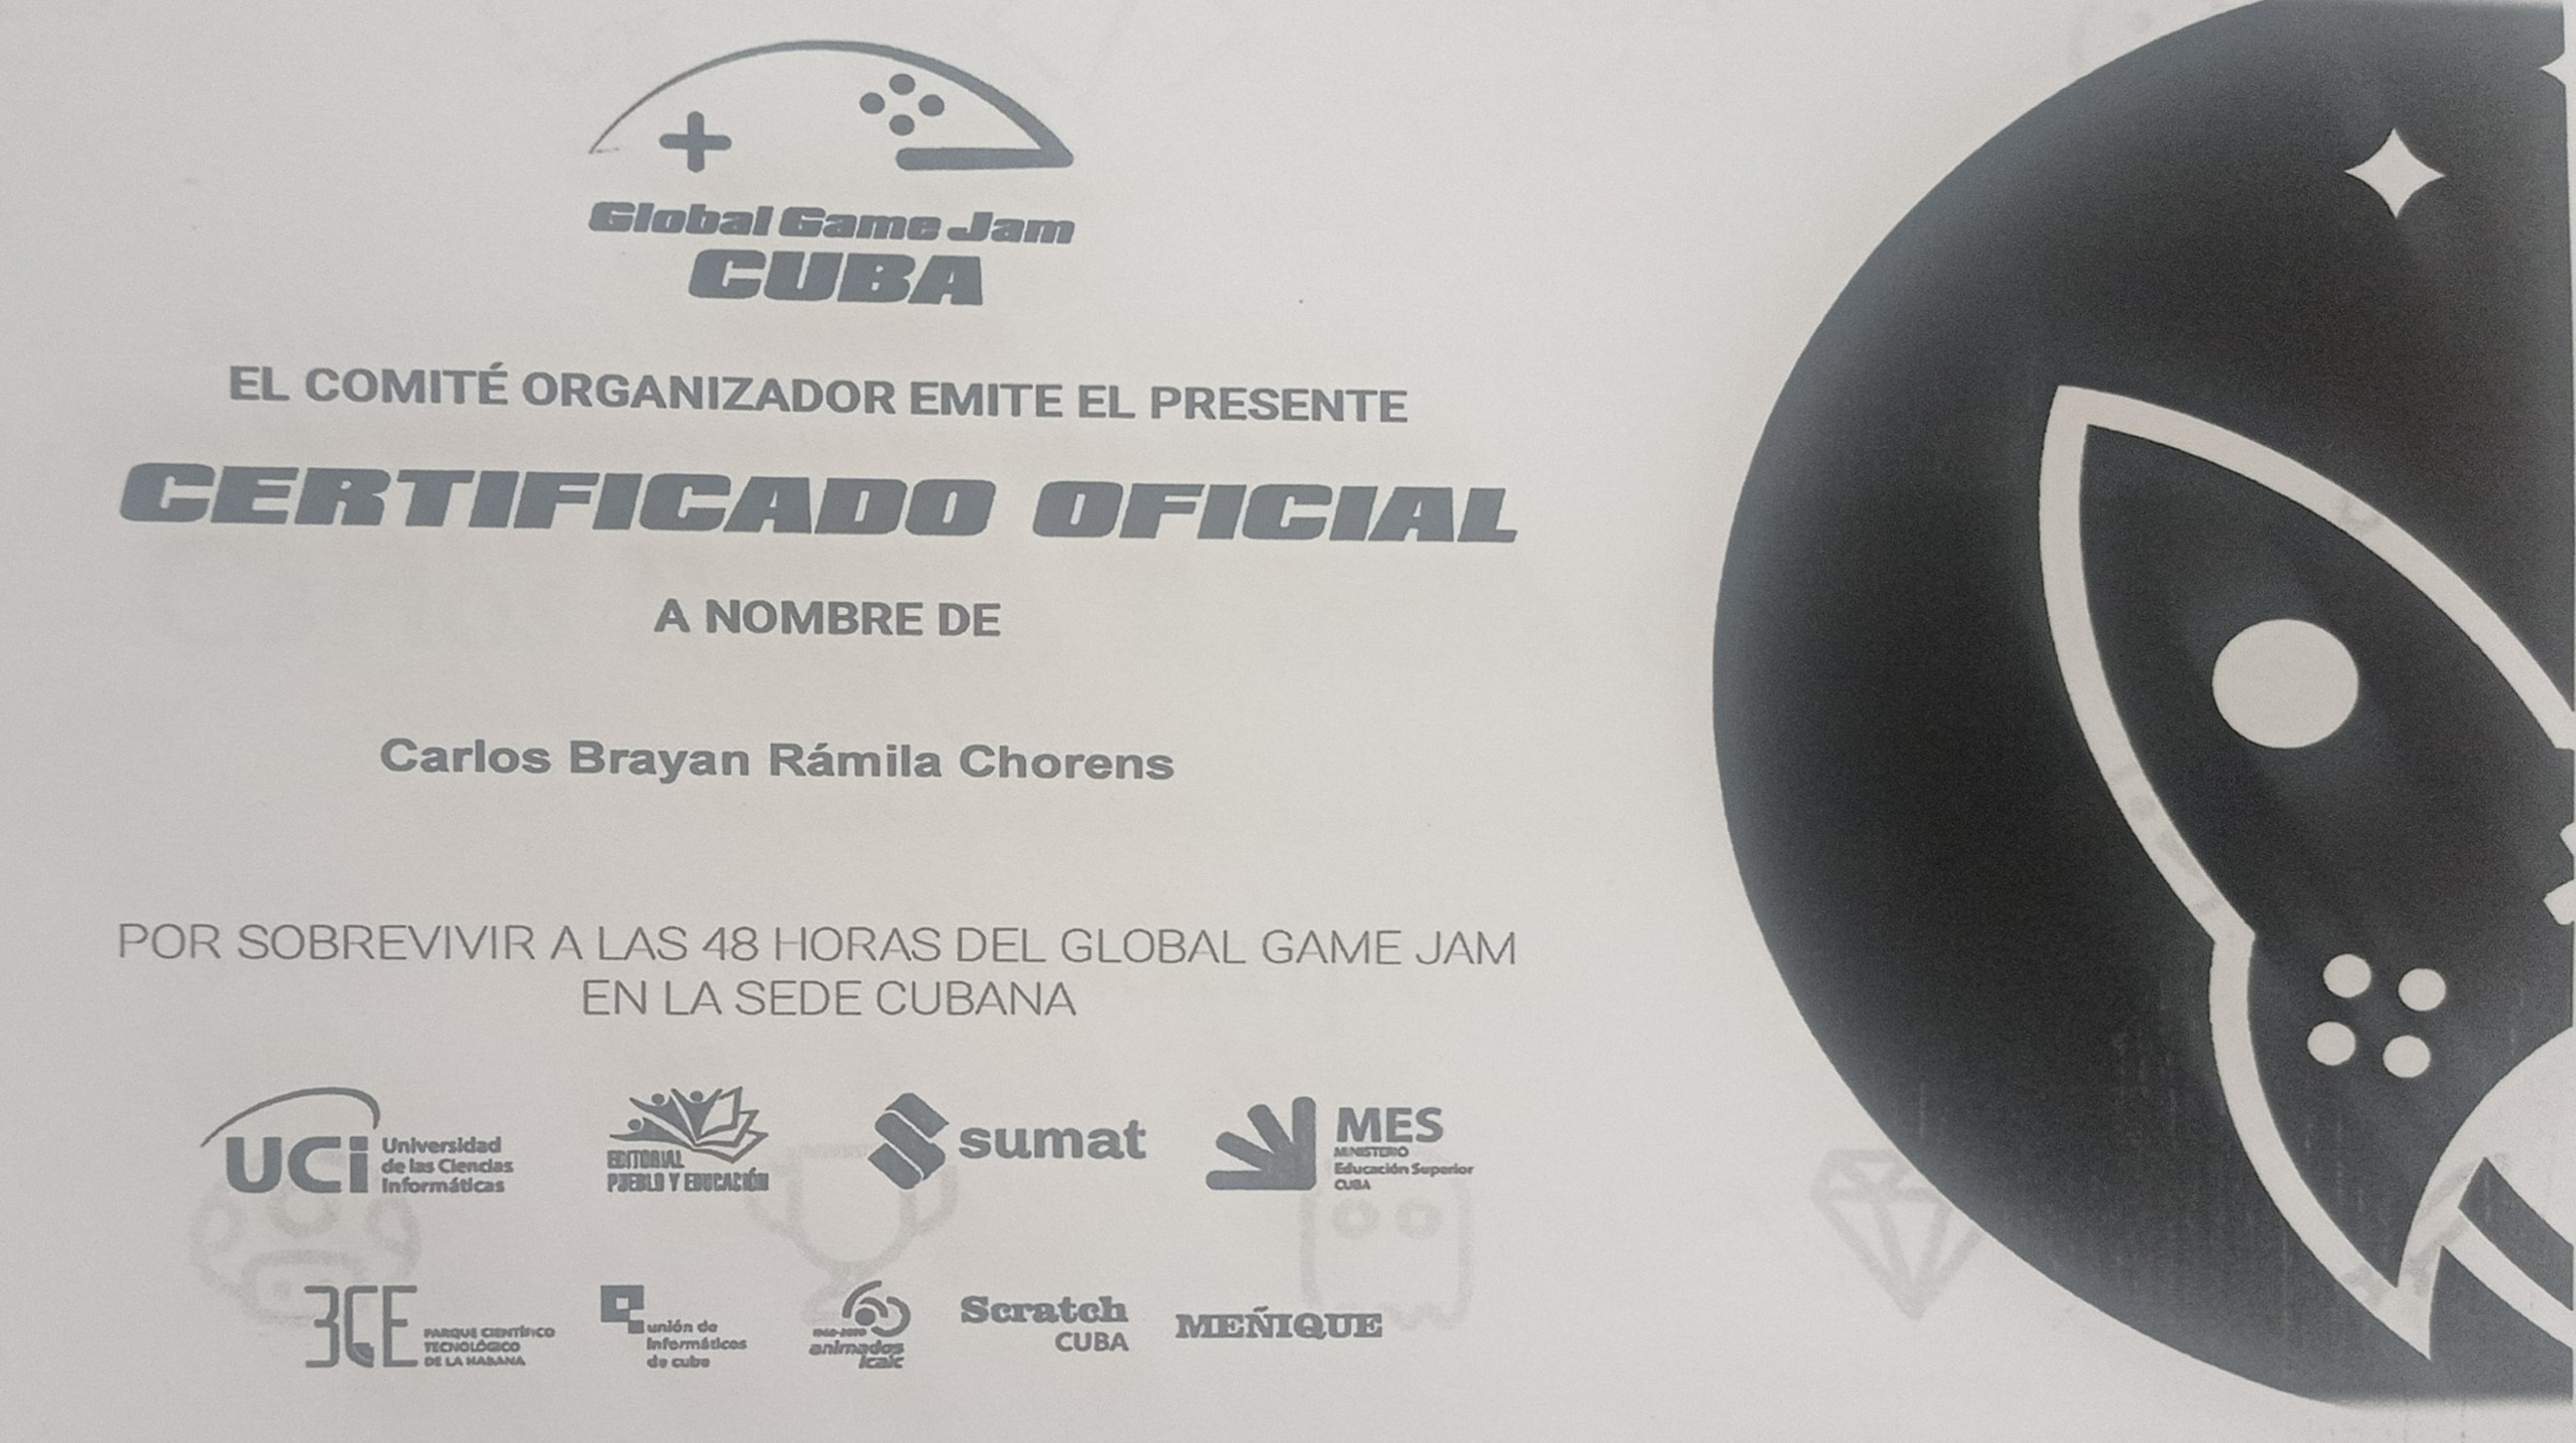 Global Game Jam
CUBA
EL COMITÉ ORGANIZADOR EMITE EL PRESENTE
CERTIFICADO OFICIAL
A NOMBRE DE
Carlos Brayan Rámila Chorens
POR SOBREVIVIR A LAS 48 HORAS DEL GLOBAL GAME JAM
EN LA SEDE CUBANA
UCi
Universidad
de las Ciencias
Informáticas
EDITORIAL
PUEBLO Y EDUCACIÓN
sumat
MES
MINISTERIO
Educación Superior
CUBA
3CE
PARQUE CIENTÍFICO
TECNOLÓGICO
DE LA HABANA
unión de
informáticos
de cuba
animados
icaic
Scratch
CUBA
MEÑIQUE